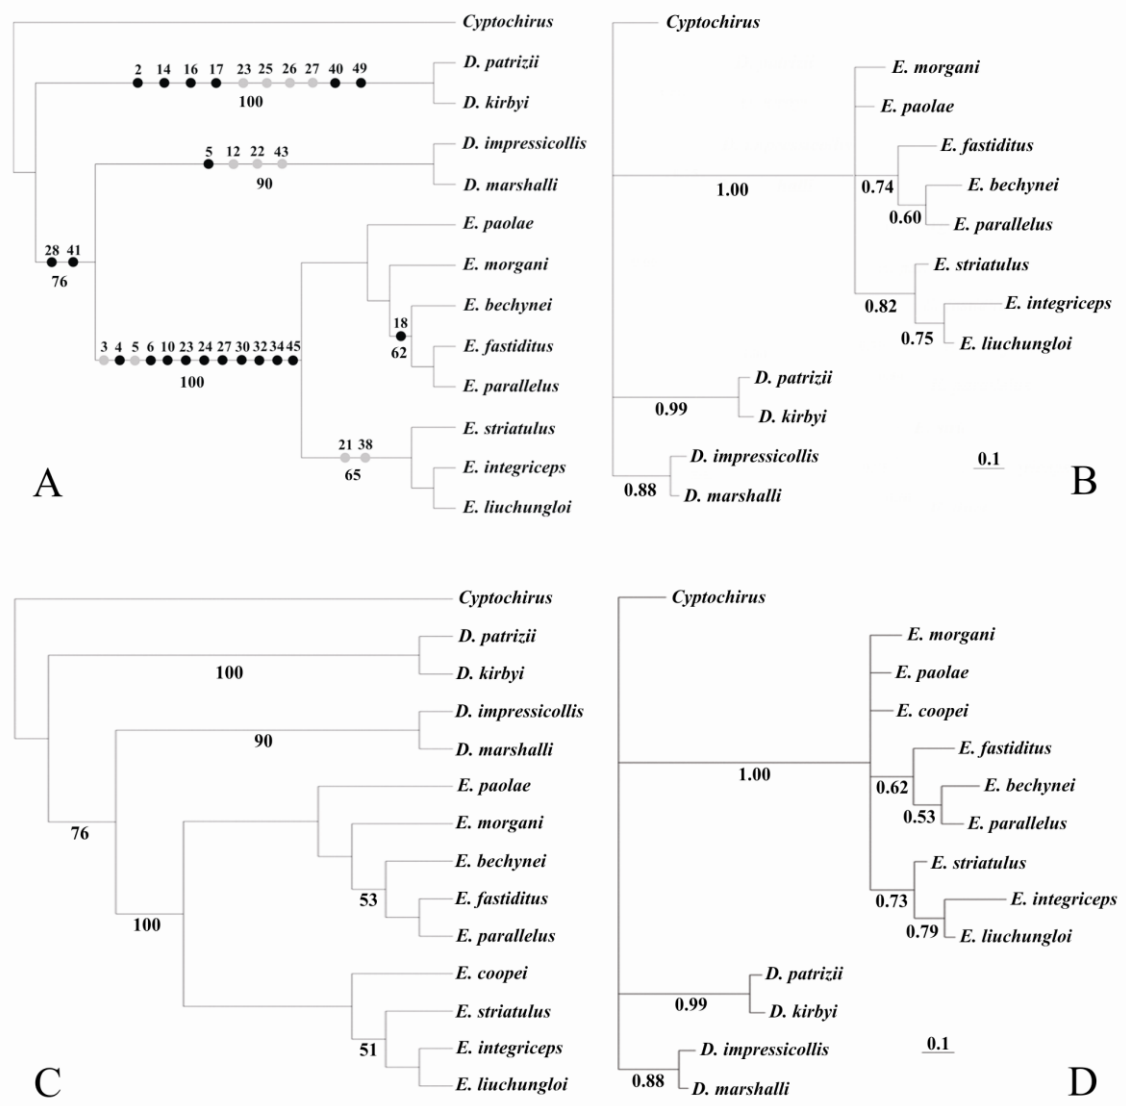 Cyptochirus
D. patrizii
2 14 16 17 23 25 26 27 40 49
100
D. kirbyi
D. impressicollis
5 12 22 43
90
D. marshalli
E. paolae
28 41
76
E. morgani
E. bechynei
18
62
E. fastiditus
3 4 5 6 10 23 24 27 30 32 34 45
100
E. parallelus
E. striatulus
21 38
65
E. integriceps
E. liuchungloi
A
Cyptochirus
E. morgani
E. paolae
E. fastiditus
1.00
0.74
E. bechynei
0.60
E. parallelus
E. striatulus
0.82
E. integriceps
0.75
E. liuchungloi
D. patrizii
0.99
D. kirbyi
D. impressicollis
0.88
D. marshalli
0.1
B
Cyptochirus
D. patrizii
100
D. kirbyi
D. impressicollis
90
D. marshalli
E. paolae
76
E. morgani
E. bechynei
53
E. fastiditus
100
E. parallelus
E. coopei
E. striatulus
51
E. integriceps
E. liuchungloi
C
Cyptochirus
E. morgani
E. paolae
E. coopei
E. fastiditus
1.00
0.62
E. bechynei
0.53
E. parallelus
E. striatulus
0.73
E. integriceps
0.79
E. liuchungloi
D. patrizii
0.99
D. kirbyi
D. impressicollis
0.88
D. marshalli
0.1
D